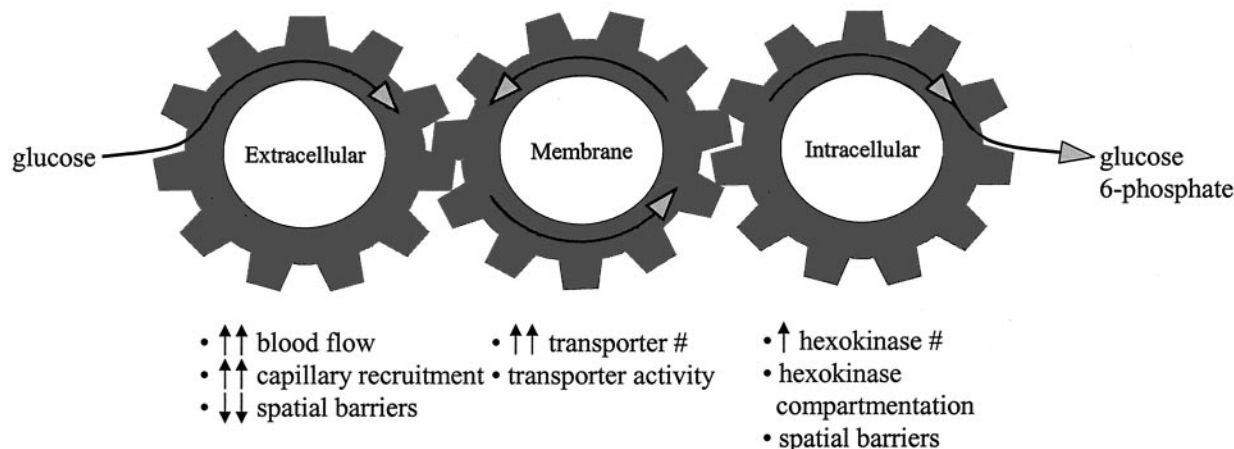 glucose
Extracellular
Membrane
Intracellular
glucose
6-phosphate
• ↑↑ blood flow
• ↑↑ capillary recruitment
• ↓↓ spatial barriers
• ↑↑ transporter #
• transporter activity
• ↑ hexokinase #
• hexokinase
compartmentation
• spatial barriers